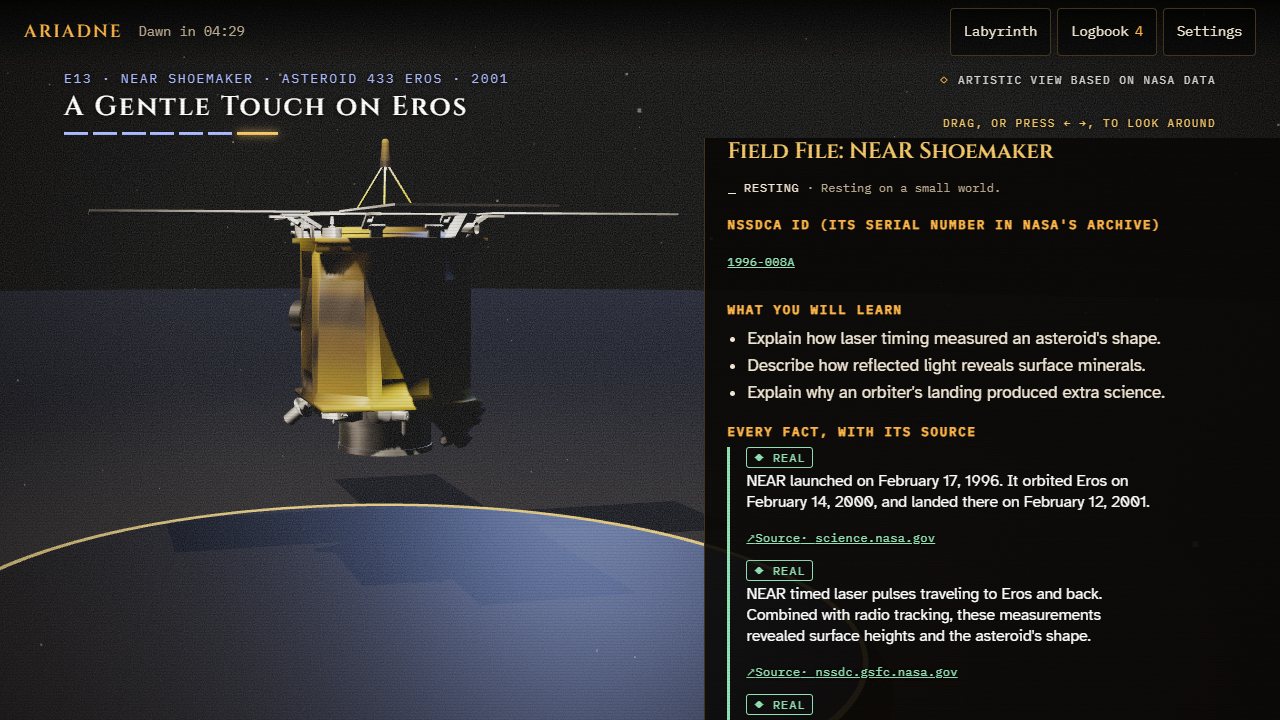 ARIADNE Dawn in 04:29
Labyrinth
Logbook 4
Settings
E13 · NEAR SHOEMAKER · ASTEROID 433 EROS · 2001
A Gentle Touch on Eros
◇ ARTISTIC VIEW BASED ON NASA DATA
DRAG, OR PRESS ← →, TO LOOK AROUND
Field File: NEAR Shoemaker
_ RESTING · Resting on a small world.
NSSDCA ID (ITS SERIAL NUMBER IN NASA'S ARCHIVE)
1996-008A
WHAT YOU WILL LEARN
• Explain how laser timing measured an asteroid's shape.
• Describe how reflected light reveals surface minerals.
• Explain why an orbiter's landing produced extra science.
EVERY FACT, WITH ITS SOURCE
◆ REAL
NEAR launched on February 17, 1996. It orbited Eros on
February 14, 2000, and landed there on February 12, 2001.
↗Source· science.nasa.gov
◆ REAL
NEAR timed laser pulses traveling to Eros and back.
Combined with radio tracking, these measurements
revealed surface heights and the asteroid's shape.
↗Source· nssdc.gsfc.nasa.gov
◆ REAL